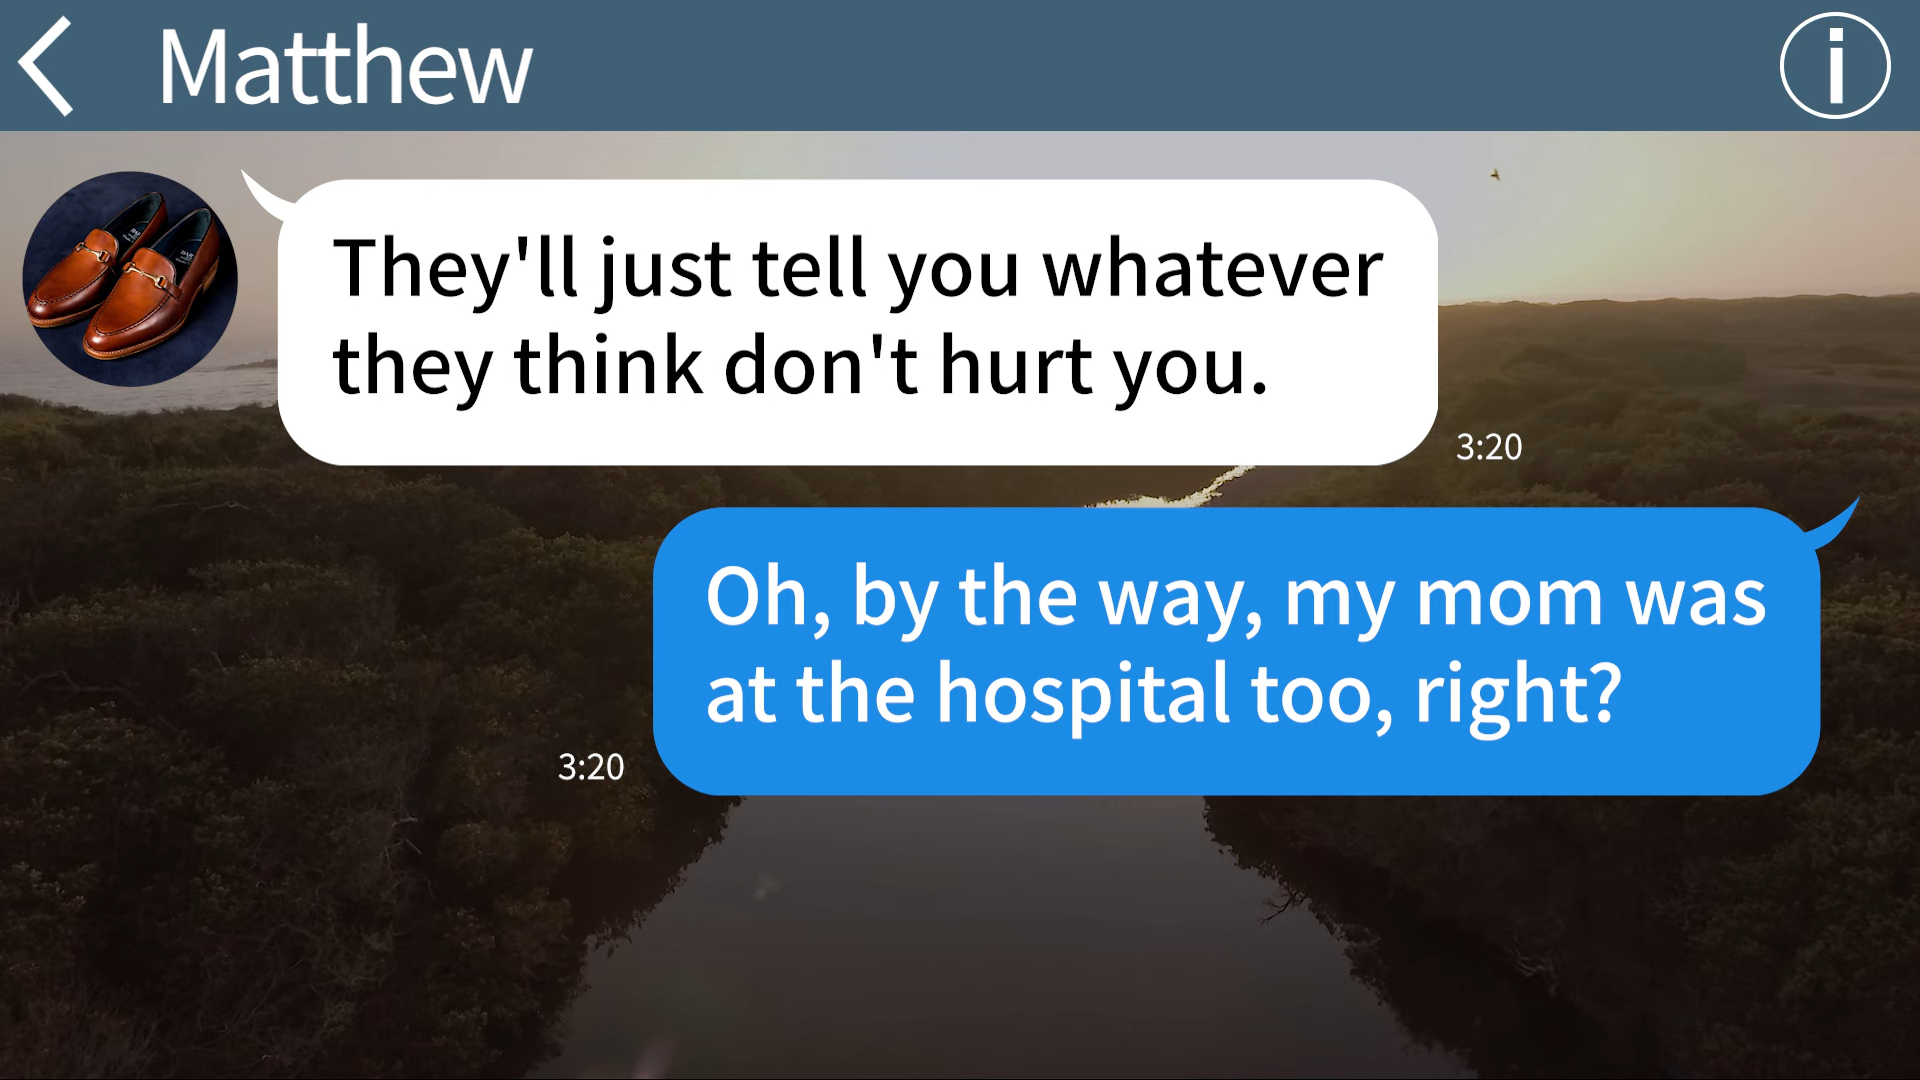 Matthew
They'll just tell you whatever
they think don't hurt you.
3:20
Oh, by the way, my mom was
at the hospital too, right?
3:20